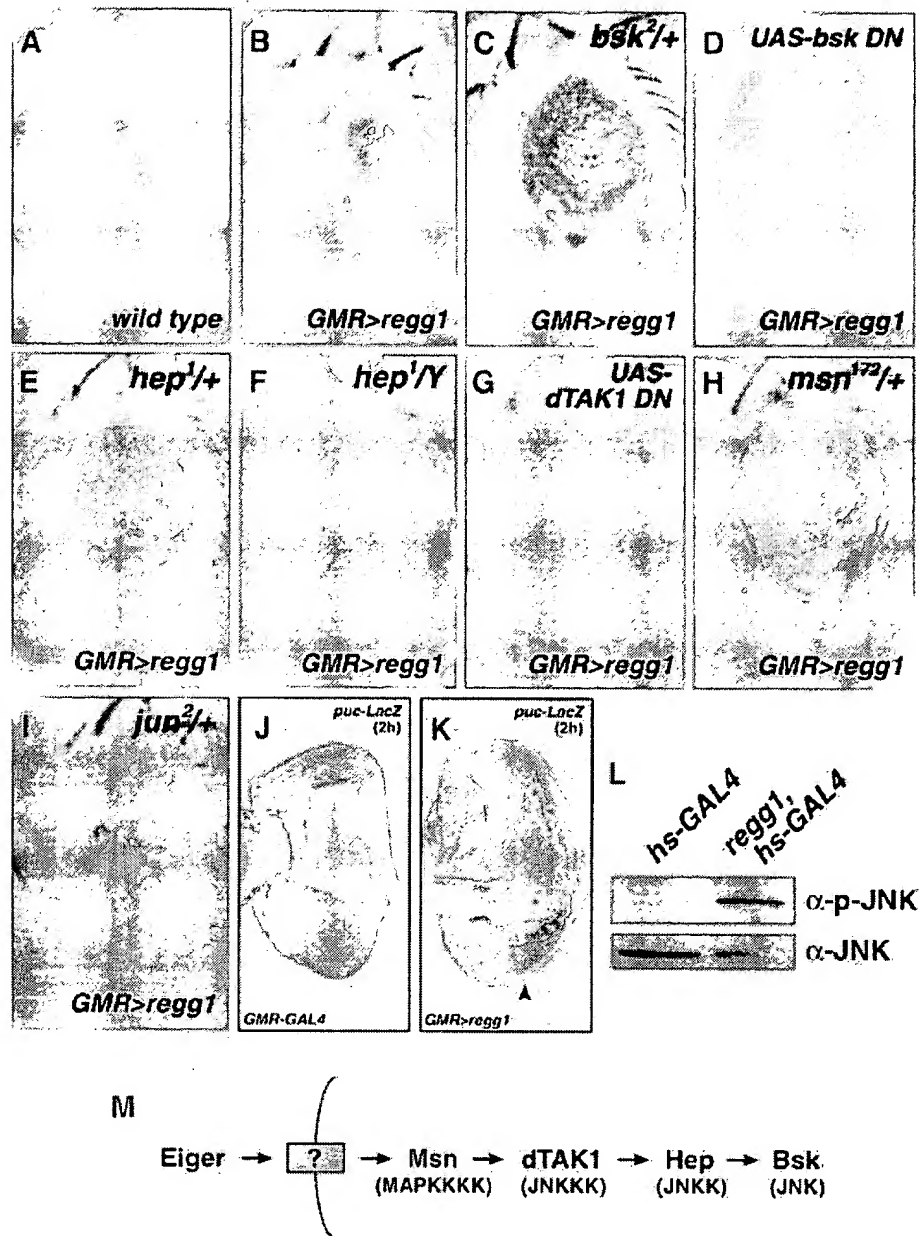 A
wild type
B
GMR>regg1
C bsk²/+
GMR>regg1
D UAS-bsk DN
GMR>regg1
E hep¹/+
GMR>regg1
F hep¹/Y
GMR>regg1
G UAS-
dTAK1 DN
GMR>regg1
H msn¹⁷²/+
GMR>regg1
I jun²/+
GMR>regg1
J puc-LacZ
(2h)
GMR-GAL4
K puc-LacZ
(2h)
GMR>regg1
L
hs-GAL4
regg1,
hs-GAL4
α-p-JNK
α-JNK
M
Eiger → ? → Msn → dTAK1 → Hep → Bsk
(MAPKKKK) (JNKKK) (JNKK) (JNK)